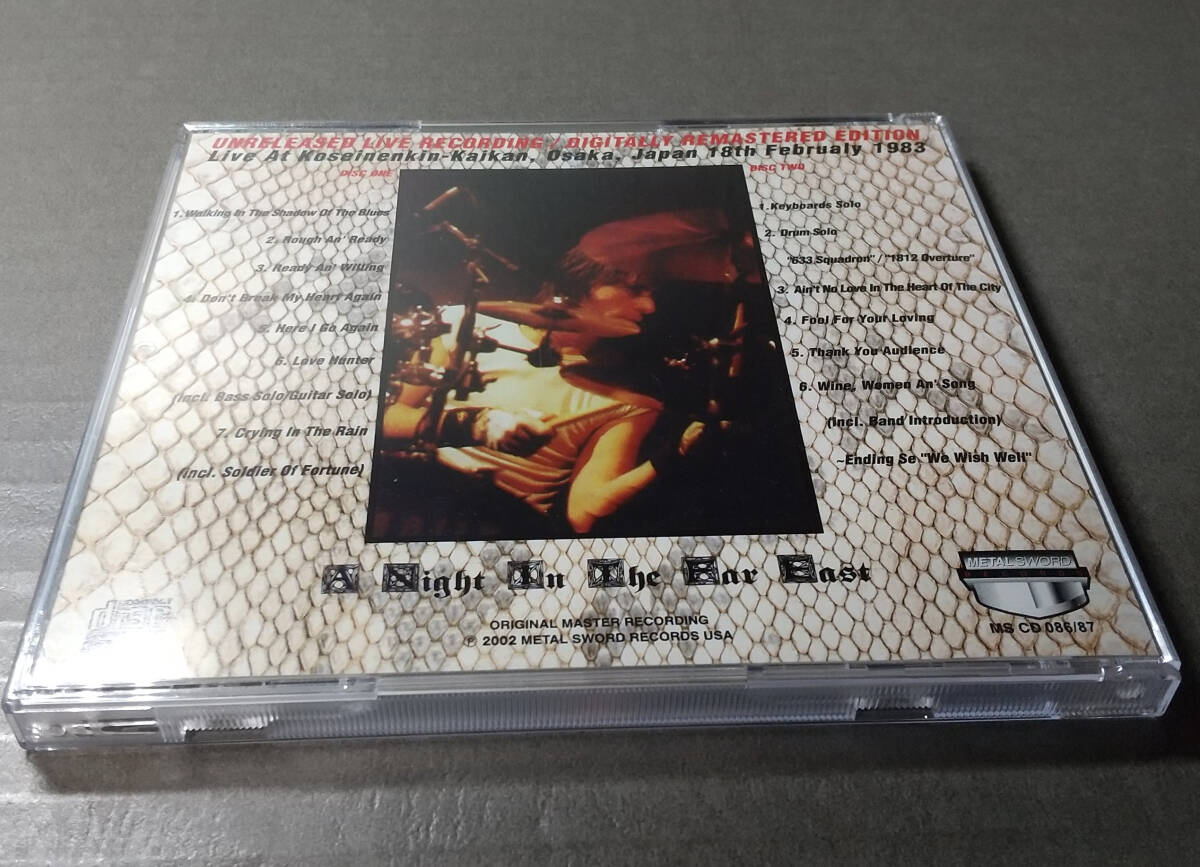 UNRELEASED LIVE RECORDING / DIGITALLY REMASTERED EDITION
Live At Koseinenkin-Kaikan, Osaka, Japan 18th Februaly 1983
DISC ONE
1. Walking In The Shadow Of The Blues
2. Rough An' Ready
3. Ready An' Willing
4. Don't Break My Heart Again
5. Here I Go Again
6. Love Hunter
(Incl. Bass Solo/Guitar Solo)
7. Crying In The Rain
(Incl. Soldier Of Fortune)
DISC TWO
1. Keyboards Solo
2. Drum Solo
"633 Squadron" / "1812 Overture"
3. Ain't No Love In The Heart Of The City
4. Fool For Your Loving
5. Thank You Audience
6. Wine, Women An' Song
(Incl. Band Introduction)
~Ending Se "We Wish Well"
A Night In The Far East
COMPACT
disc
ORIGINAL MASTER RECORDING
℗ 2002 METAL SWORD RECORDS USA
METAL SWORD
MS CD 086/87